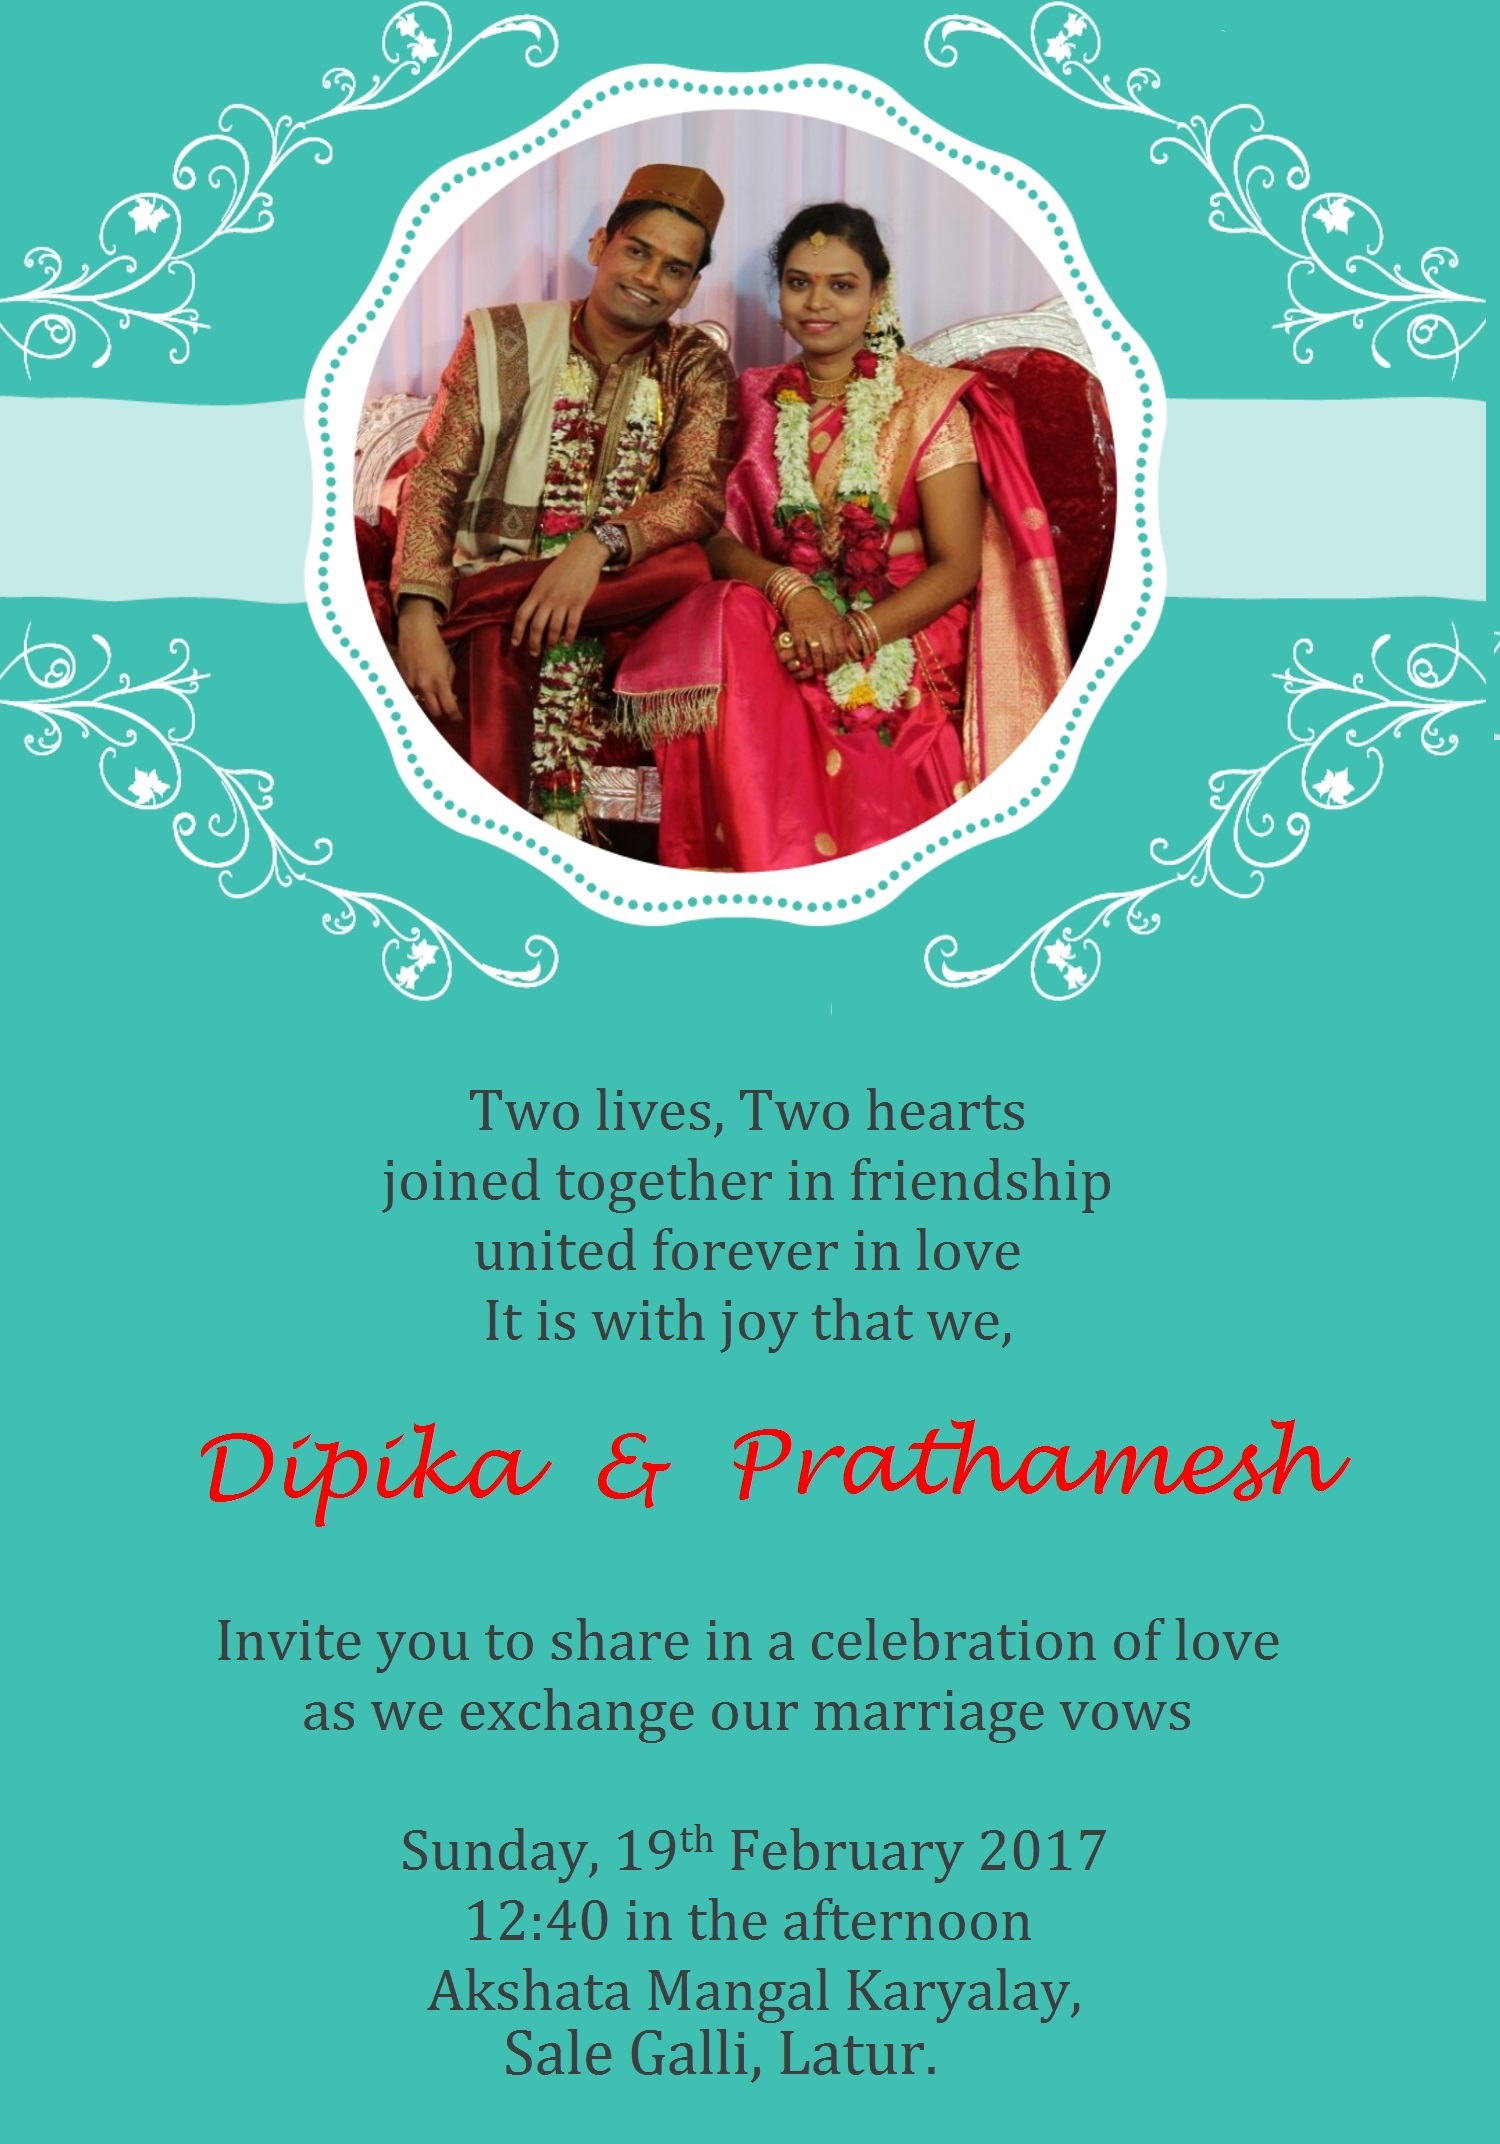 Two lives, Two hearts
joined together in friendship
united forever in love
It is with joy that we,
Dipika & Prathamesh
Invite you to share in a celebration of love
as we exchange our marriage vows
Sunday, 19th February 2017
12:40 in the afternoon
Akshata Mangal Karyalay,
Sale Galli, Latur.